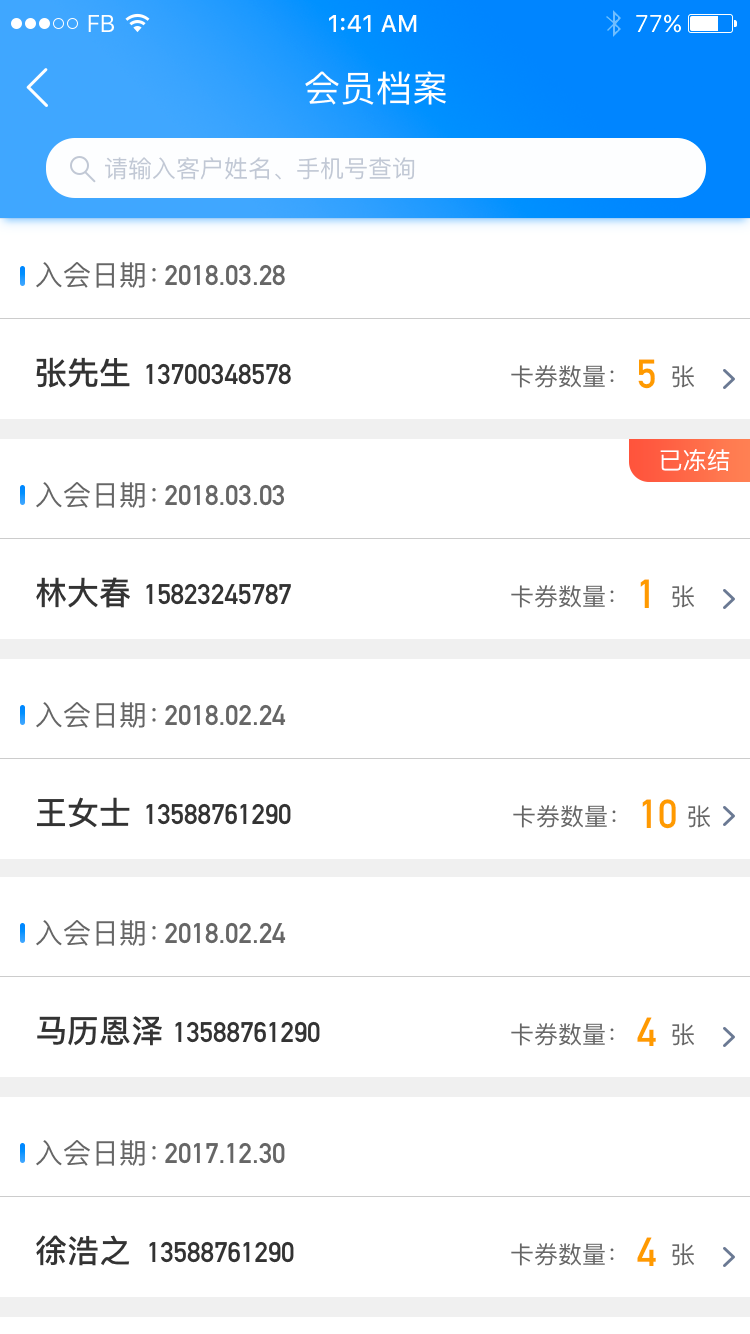 FB 1:41 AM 77%
会员档案
请输入客户姓名、手机号查询
入会日期: 2018.03.28
张先生 13700348578 卡券数量: 5 张
已冻结
入会日期: 2018.03.03
林大春 15823245787 卡券数量: 1 张
入会日期: 2018.02.24
王女士 13588761290 卡券数量: 10 张
入会日期: 2018.02.24
马历恩泽 13588761290 卡券数量: 4 张
入会日期: 2017.12.30
徐浩之 13588761290 卡券数量: 4 张